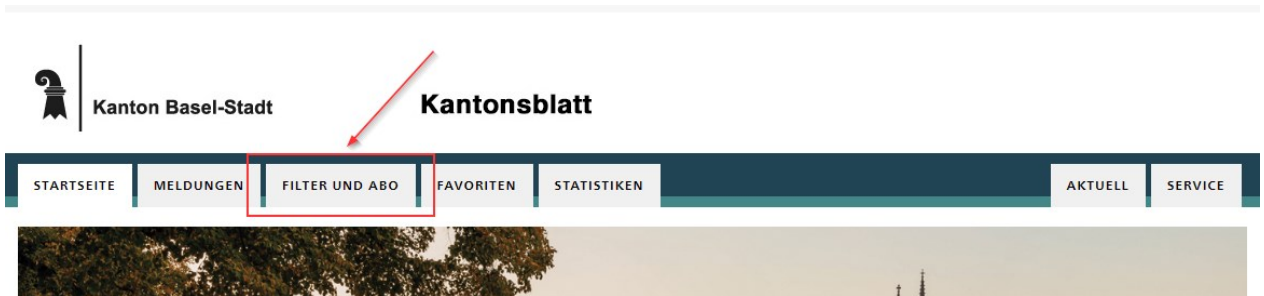 Kanton Basel-Stadt
Kantonsblatt
STARTSEITE MELDUNGEN FILTER UND ABO FAVORITEN STATISTIKEN AKTUELL SERVICE